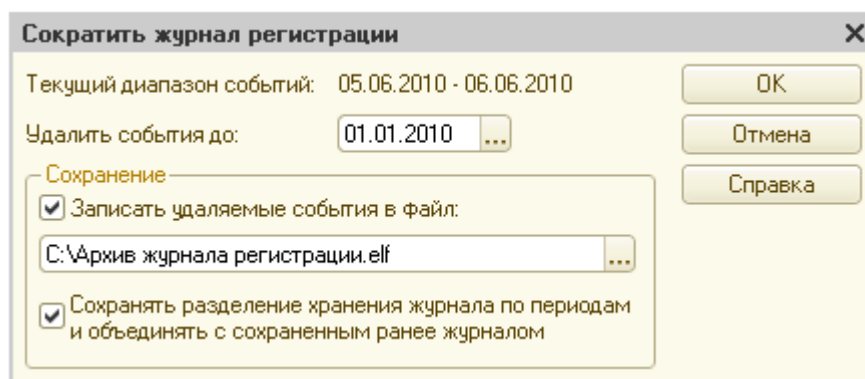 Сократить журнал регистрации
Текущий диапазон событий: 05.06.2010 - 06.06.2010
ОК
Удалить события до: 01.01.2010 ...
Отмена
Сохранение
Справка
Записать удаляемые события в файл:
C:\Архив журнала регистрации.elf ...
Сохранять разделение хранения журнала по периодам
и объединять с сохраненным ранее журналом